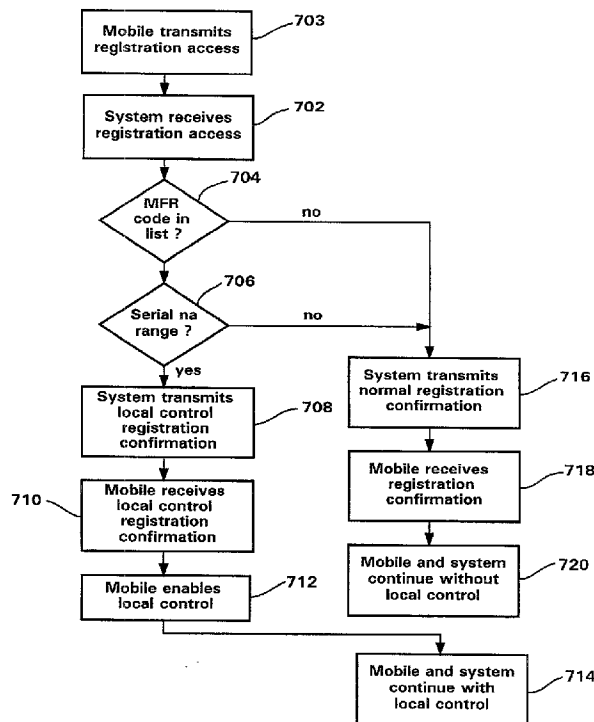 Mobile transmits
registration access
703
System receives
registration access
702
MFR
code in
list ?
704
no
Serial na
range ?
706
no
yes
System transmits
local control
registration
confirmation
708
System transmits
normal registration
confirmation
716
710
Mobile receives
local control
registration
confirmation
Mobile receives
registration
confirmation
718
Mobile enables
local control
712
Mobile and system
continue without
local control
720
Mobile and system
continue with
local control
714